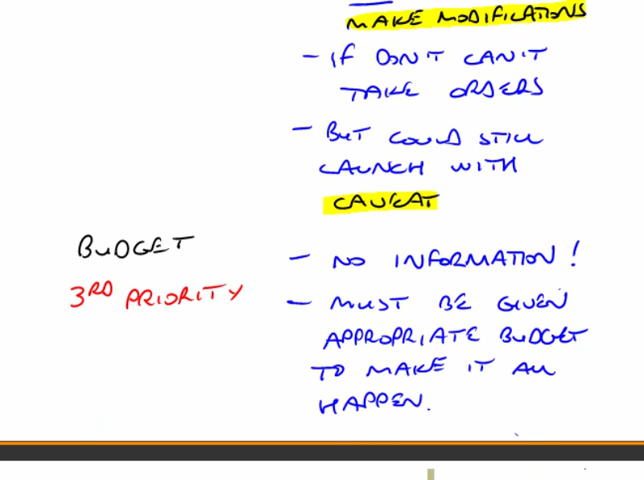 MAKE MODIFICATIONS
- IF DON'T CAN'T
TAKE ORDERS
- BUT COULD STILL
LAUNCH WITH
CAVEAT
BUDGET
3RD PRIORITY
- NO INFORMATION!
- MUST BE GIVEN
APPROPRIATE BUDGET
TO MAKE IT ALL
HAPPEN.